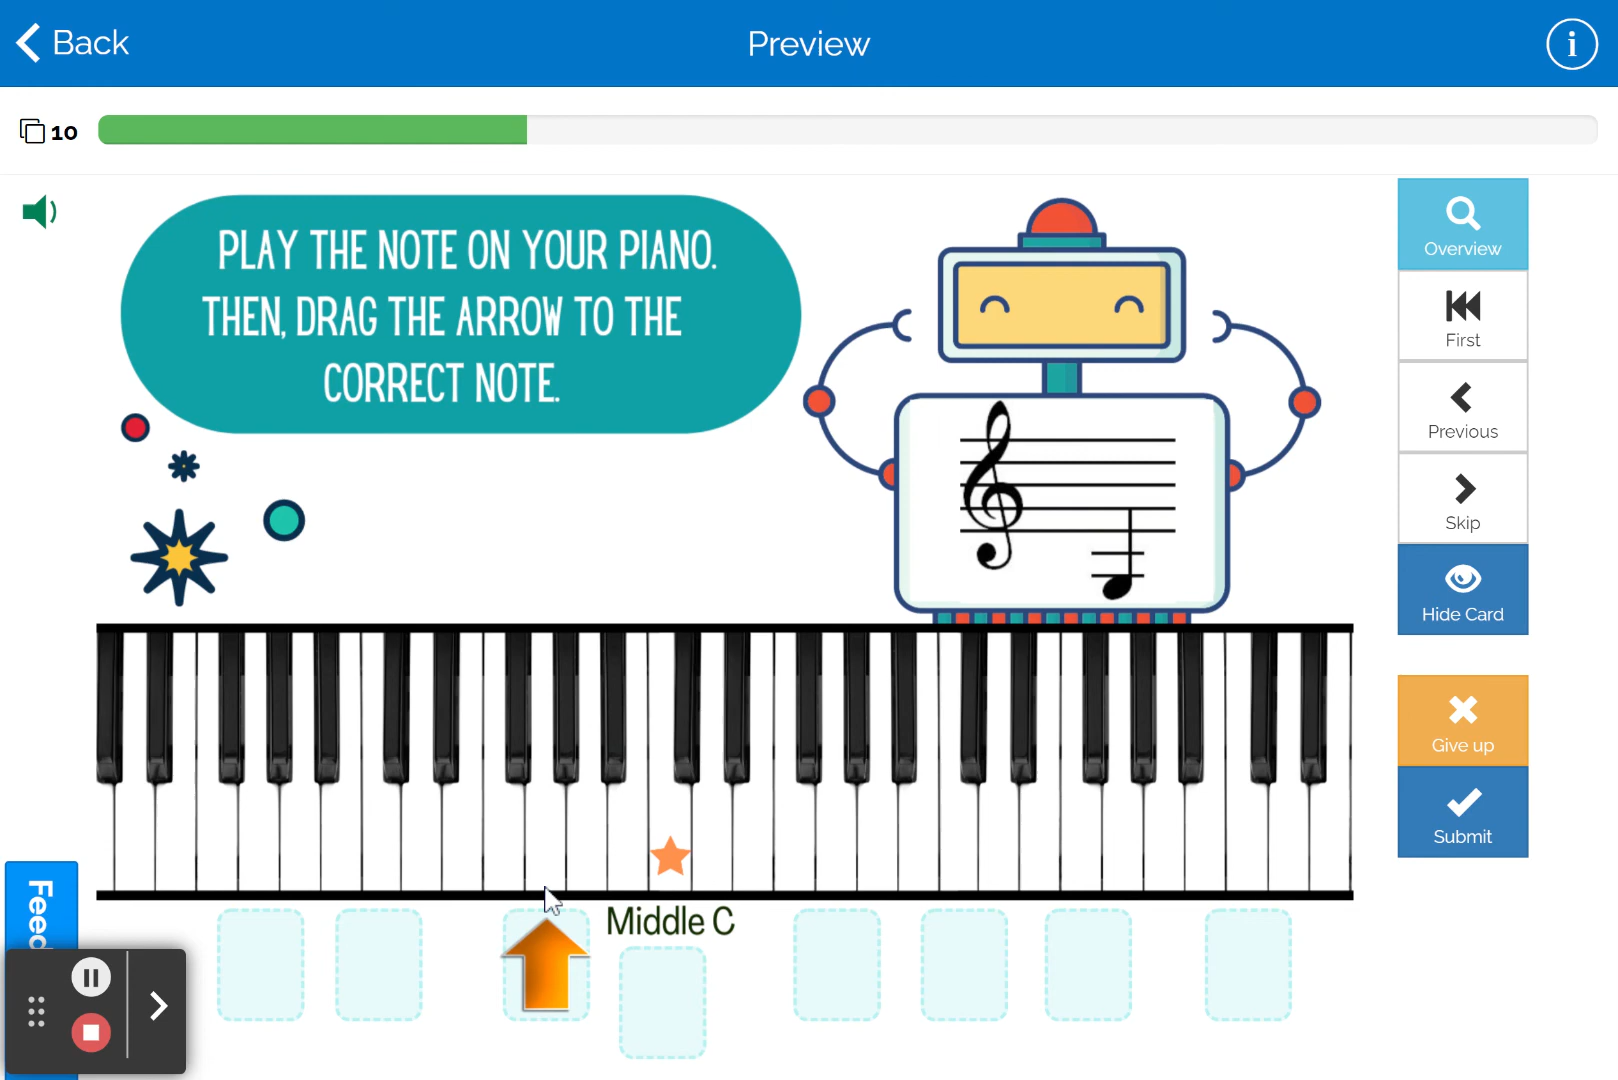 Back
Preview
i
10
PLAY THE NOTE ON YOUR PIANO.
THEN, DRAG THE ARROW TO THE
CORRECT NOTE.
Overview
First
Previous
Skip
Hide Card
Give up
Submit
Middle C
Feed